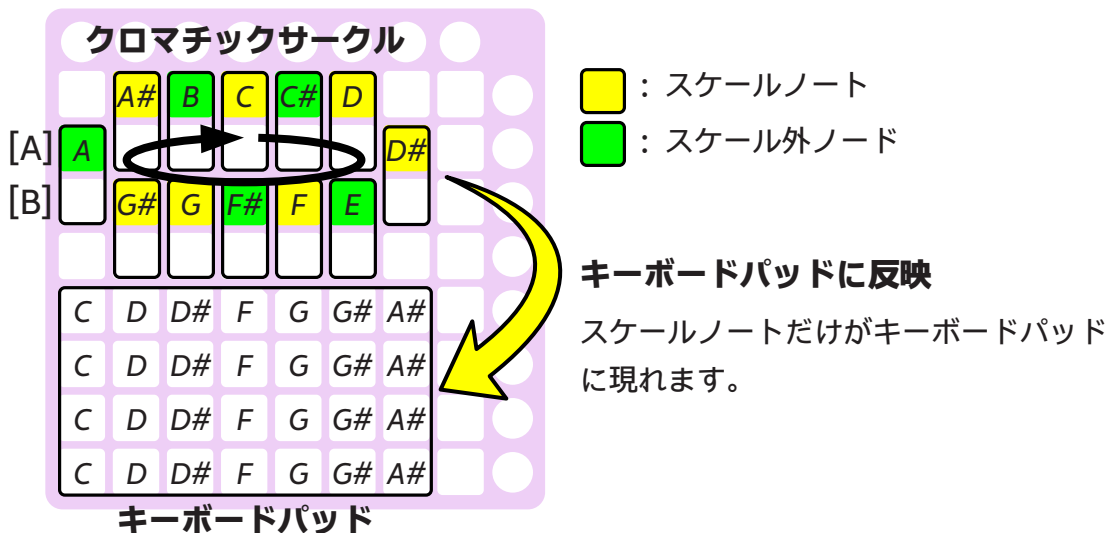 クロマチックサークル
A# B C C# D
[A] A D#
[B] G# G F# F E
C D D# F G G# A#
C D D# F G G# A#
C D D# F G G# A#
C D D# F G G# A#
キーボードパッド
: スケールノート
: スケール外ノード
キーボードパッドに反映
スケールノートだけがキーボードパッド
に現れます。